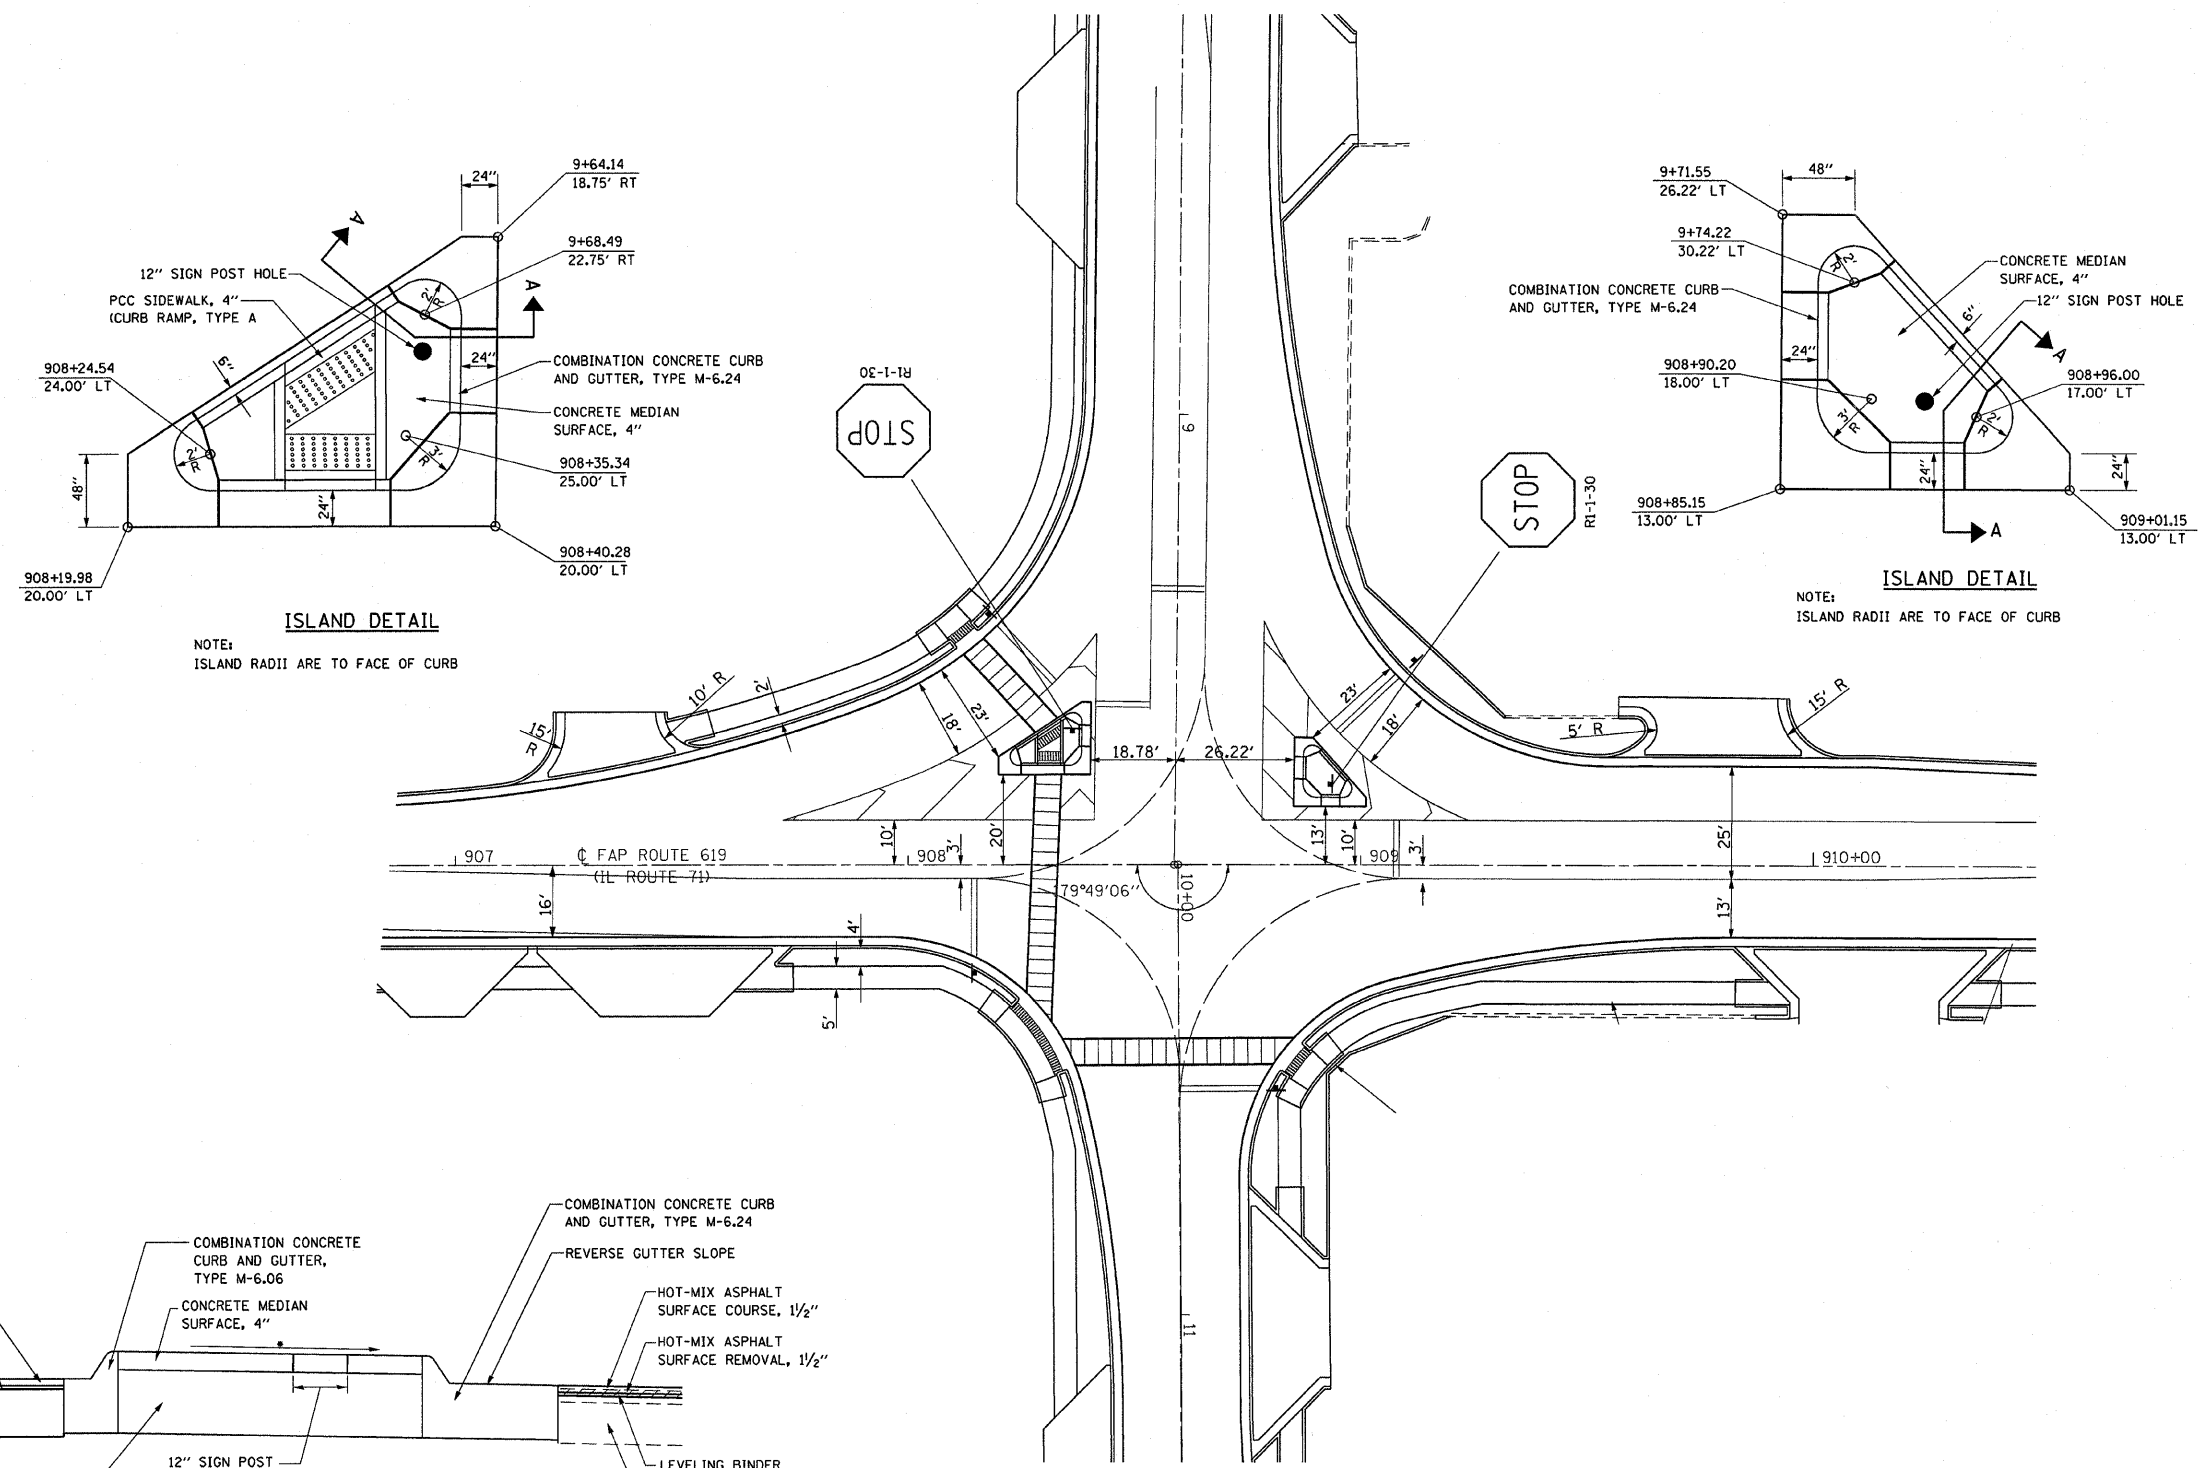 9+64.14
18.75' RT
24"
A
9+68.49
22.75' RT
12" SIGN POST HOLE
A
PCC SIDEWALK, 4"
(CURB RAMP, TYPE A
2'
R
6"
24"
COMBINATION CONCRETE CURB
AND GUTTER, TYPE M-6.24
908+24.54
24.00' LT
CONCRETE MEDIAN
SURFACE, 4"
2'
R
3'
R
908+35.34
25.00' LT
48"
24"
908+40.28
20.00' LT
908+19.98
20.00' LT
ISLAND DETAIL
NOTE:
ISLAND RADII ARE TO FACE OF CURB
R1-1-30
STOP
STOP
R1-1-30
9
9+71.55
26.22' LT
48"
9+74.22
30.22' LT
2'
R
CONCRETE MEDIAN
SURFACE, 4"
COMBINATION CONCRETE CURB
AND GUTTER, TYPE M-6.24
12" SIGN POST HOLE
6"
A
24"
908+90.20
18.00' LT
908+96.00
17.00' LT
3'
R
2'
R
24"
24"
908+85.15
13.00' LT
A
909+01.15
13.00' LT
ISLAND DETAIL
NOTE:
ISLAND RADII ARE TO FACE OF CURB
15'
R
10' R
2'
18'
23'
18.78'
26.22'
23'
18'
5' R
15' R
10'
3'
20'
13'
10'
3'
25'
907
℄ FAP ROUTE 619
(IL ROUTE 71)
908
909
910+00
79°49'06"
10+00
16'
4'
5'
13'
11
COMBINATION CONCRETE
CURB AND GUTTER,
TYPE M-6.06
CONCRETE MEDIAN
SURFACE, 4"
*
COMBINATION CONCRETE CURB
AND GUTTER, TYPE M-6.24
REVERSE GUTTER SLOPE
HOT-MIX ASPHALT
SURFACE COURSE, 1½"
HOT-MIX ASPHALT
SURFACE REMOVAL, 1½"
12" SIGN POST
LEVELING BINDER